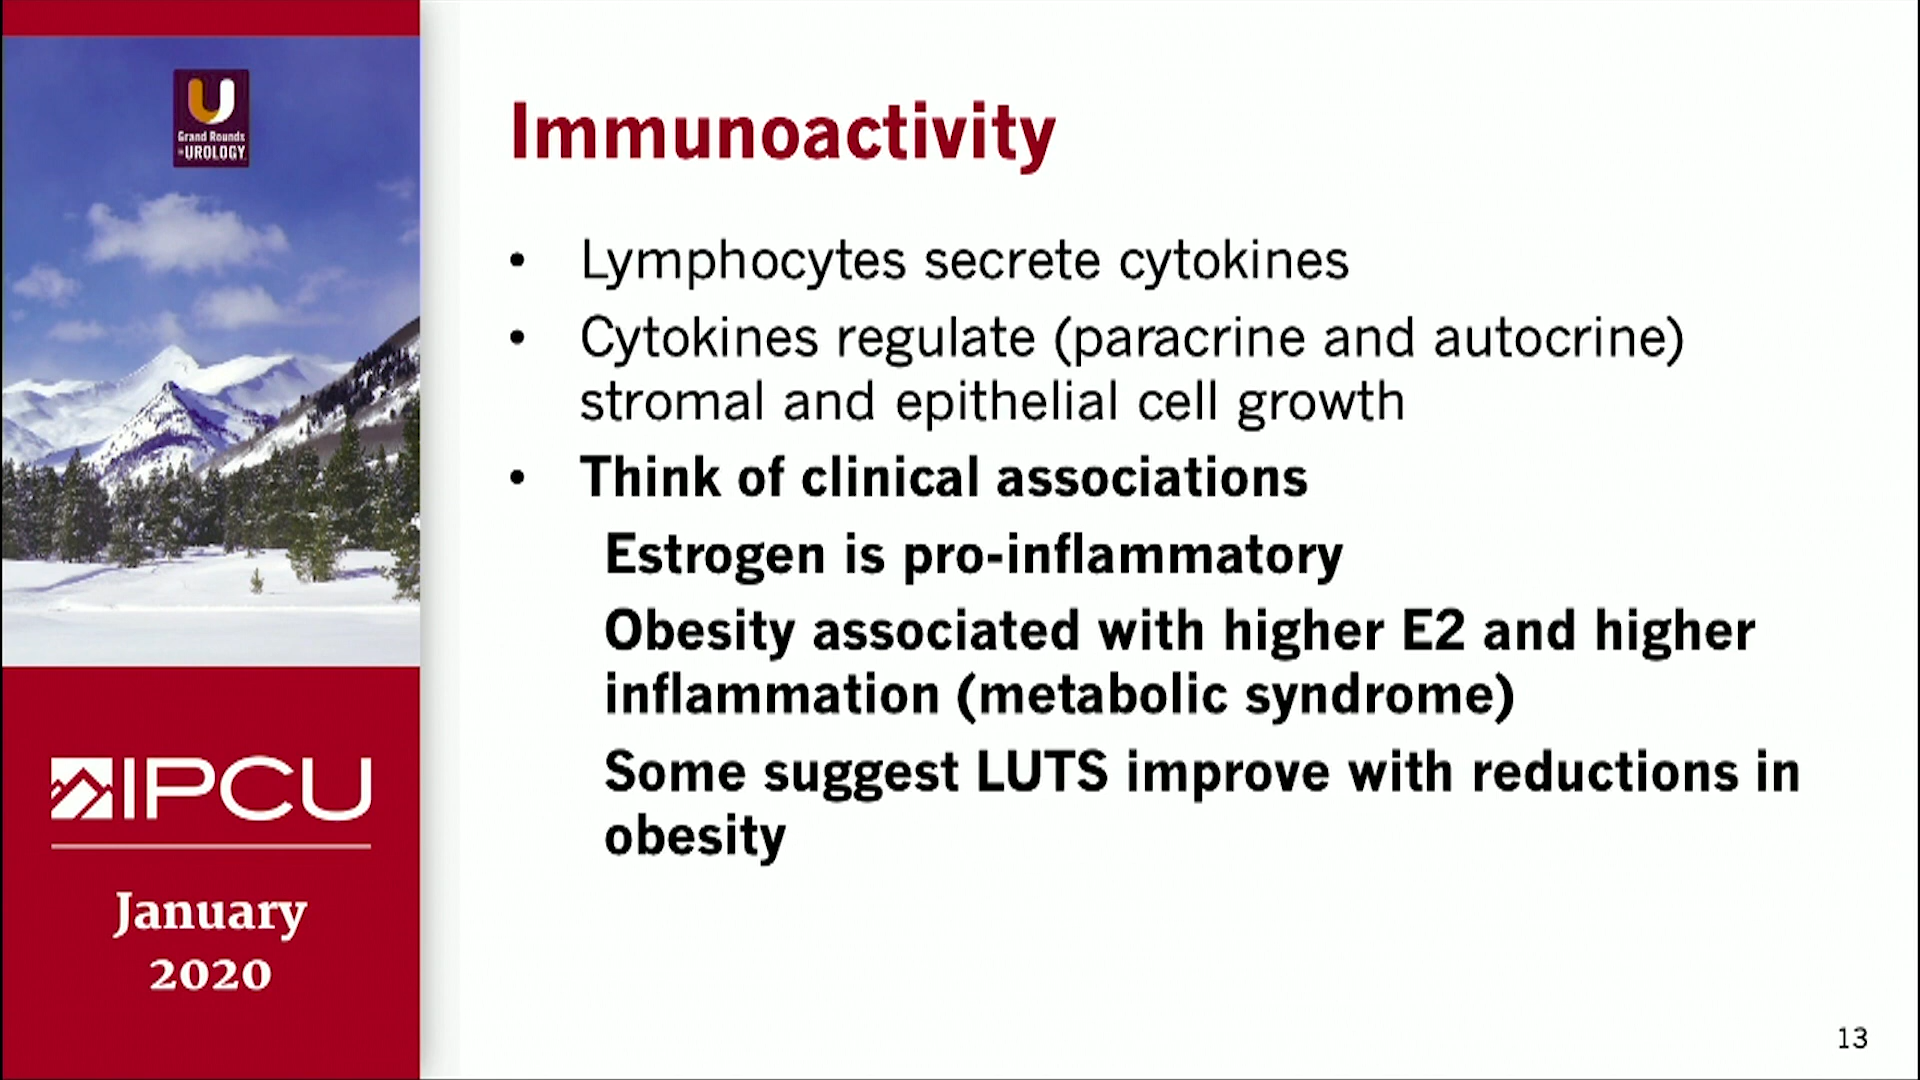 Grand Rounds
in UROLOGY
IPCU
January
2020
Immunoactivity
• Lymphocytes secrete cytokines
• Cytokines regulate (paracrine and autocrine)
stromal and epithelial cell growth
• Think of clinical associations
Estrogen is pro-inflammatory
Obesity associated with higher E2 and higher
inflammation (metabolic syndrome)
Some suggest LUTS improve with reductions in
obesity
13